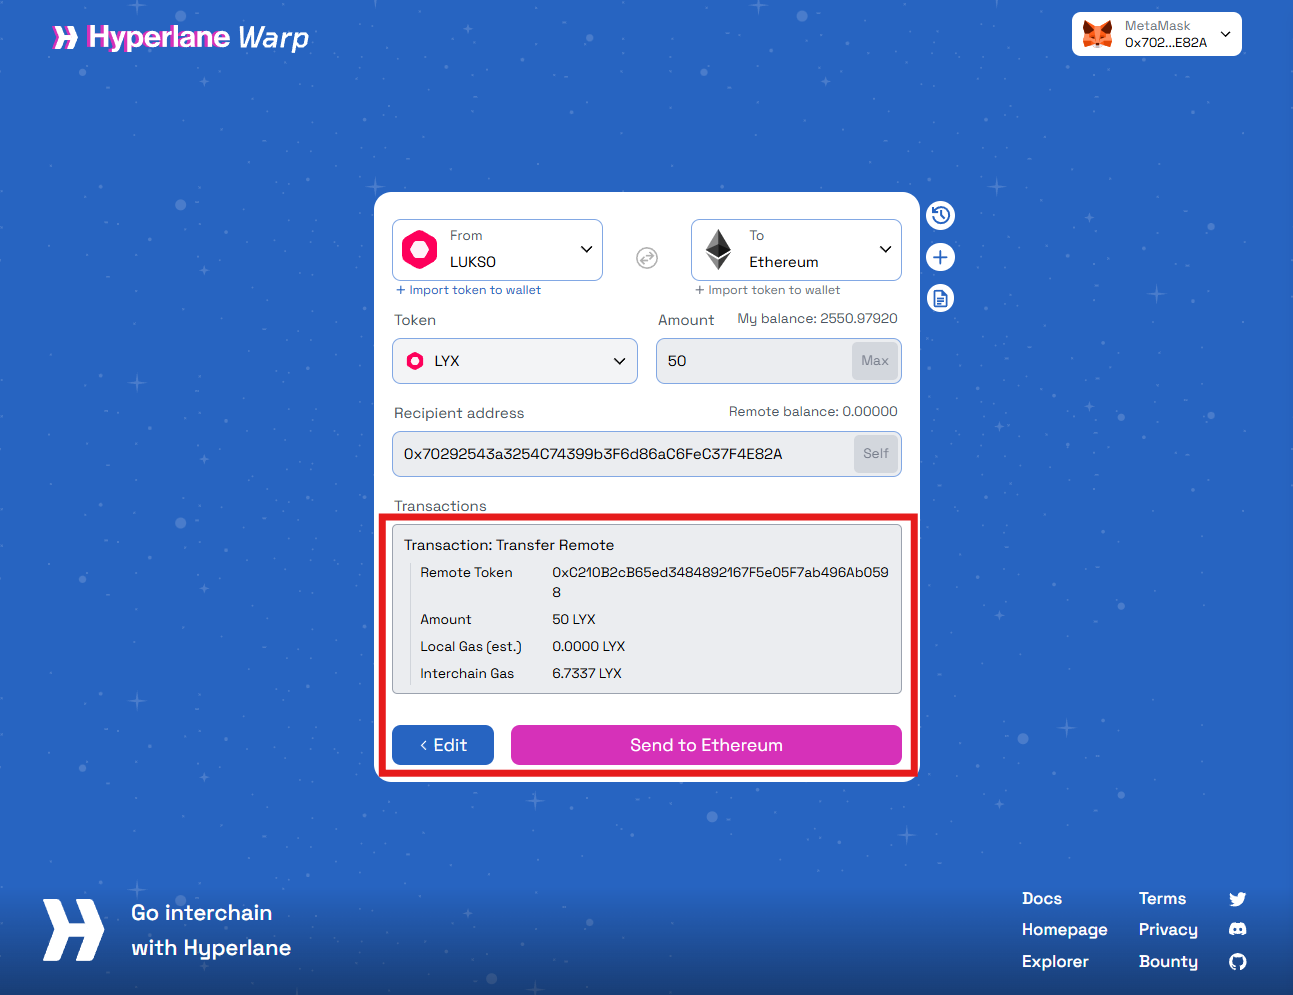 Hyperlane Warp
MetaMask
0x702...E82A
From
LUKSO
To
Ethereum
+ Import token to wallet
+ Import token to wallet
Token
Amount
My balance: 2550.97920
LYX
50
Max
Recipient address
Remote balance: 0.00000
0x70292543a3254C74399b3F6d86aC6FeC37F4E82A
Self
Transactions
Transaction: Transfer Remote
Remote Token
0xC210B2cB65ed3484892167F5e05F7ab496Ab059
8
Amount
50 LYX
Local Gas (est.)
0.0000 LYX
Interchain Gas
6.7337 LYX
Edit
Send to Ethereum
Go interchain
with Hyperlane
Docs
Terms
Homepage
Privacy
Explorer
Bounty